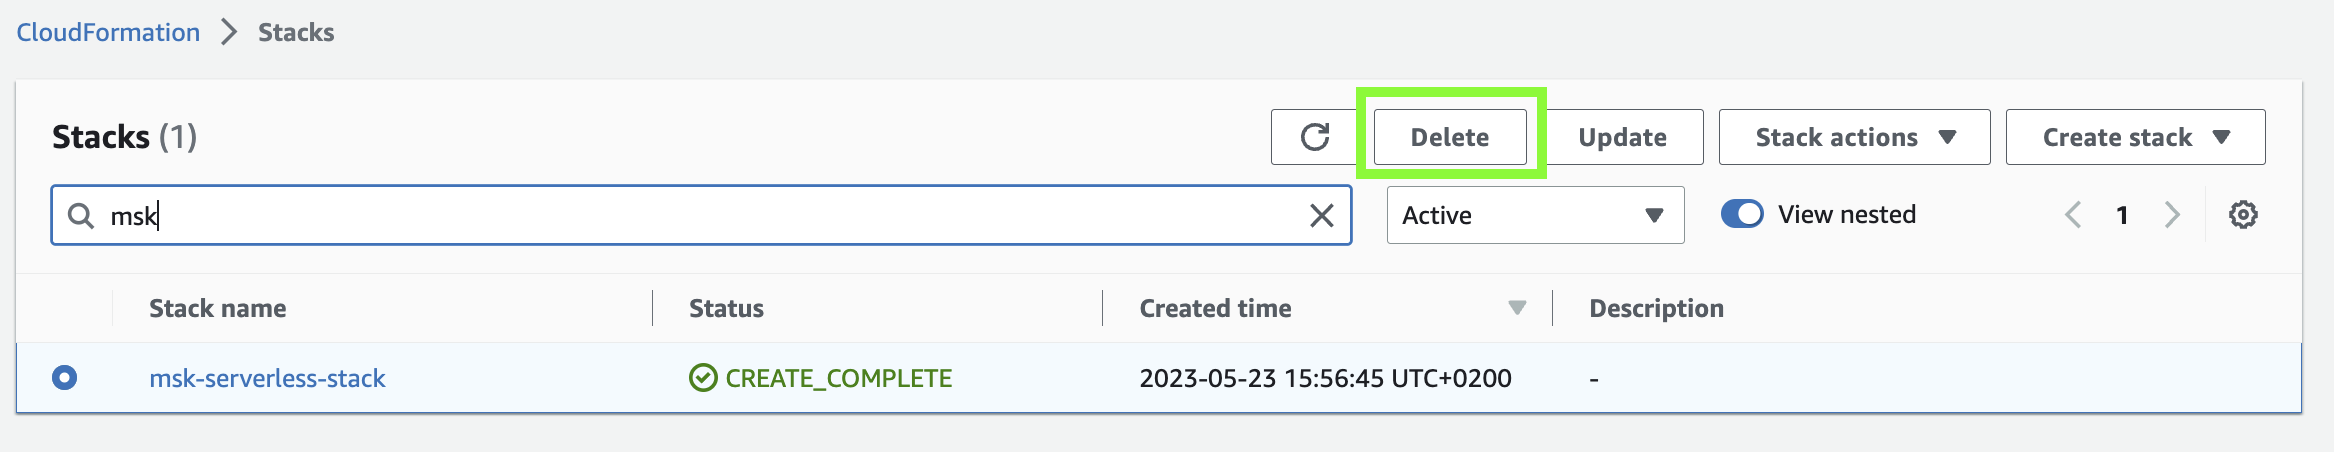 CloudFormation > Stacks
Stacks (1)
Delete Update Stack actions Create stack
msk Active View nested 1
Stack name Status Created time Description
msk-serverless-stack CREATE_COMPLETE 2023-05-23 15:56:45 UTC+0200 -